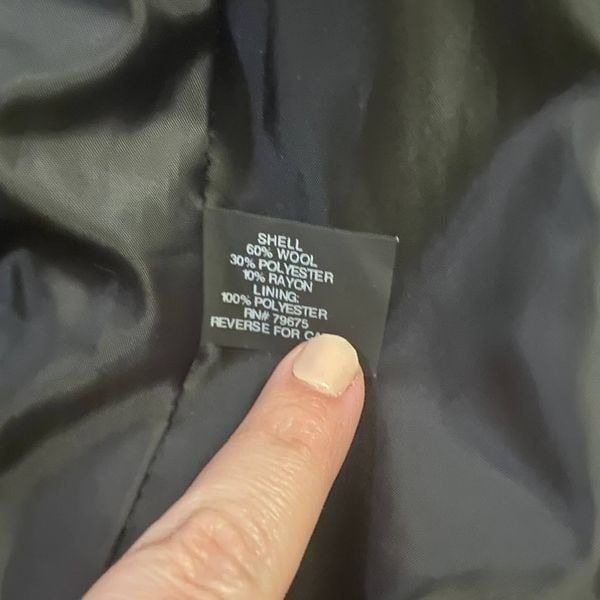 SHELL
60% WOOL
30% POLYESTER
10% RAYON
LINING:
100% POLYESTER
RN# 79675
REVERSE FOR